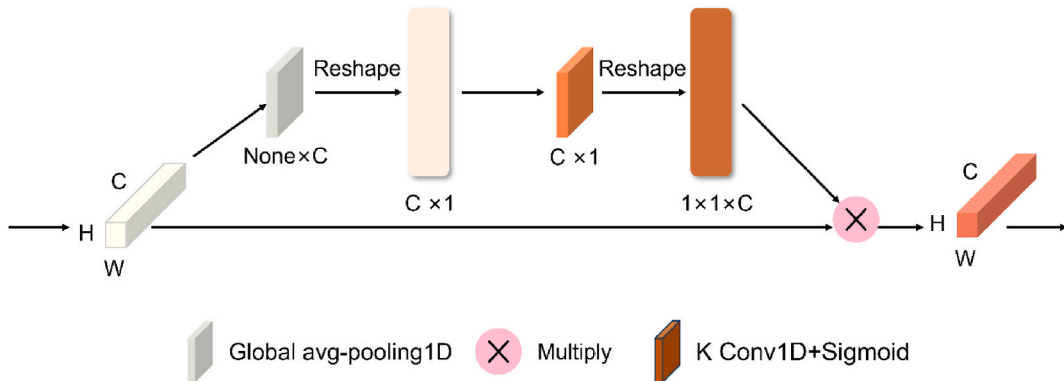 Reshape
Reshape
None×C
C ×1
C
C ×1
1×1×C
C
H
H
W
W
Global avg-pooling1D
Multiply
K Conv1D+Sigmoid